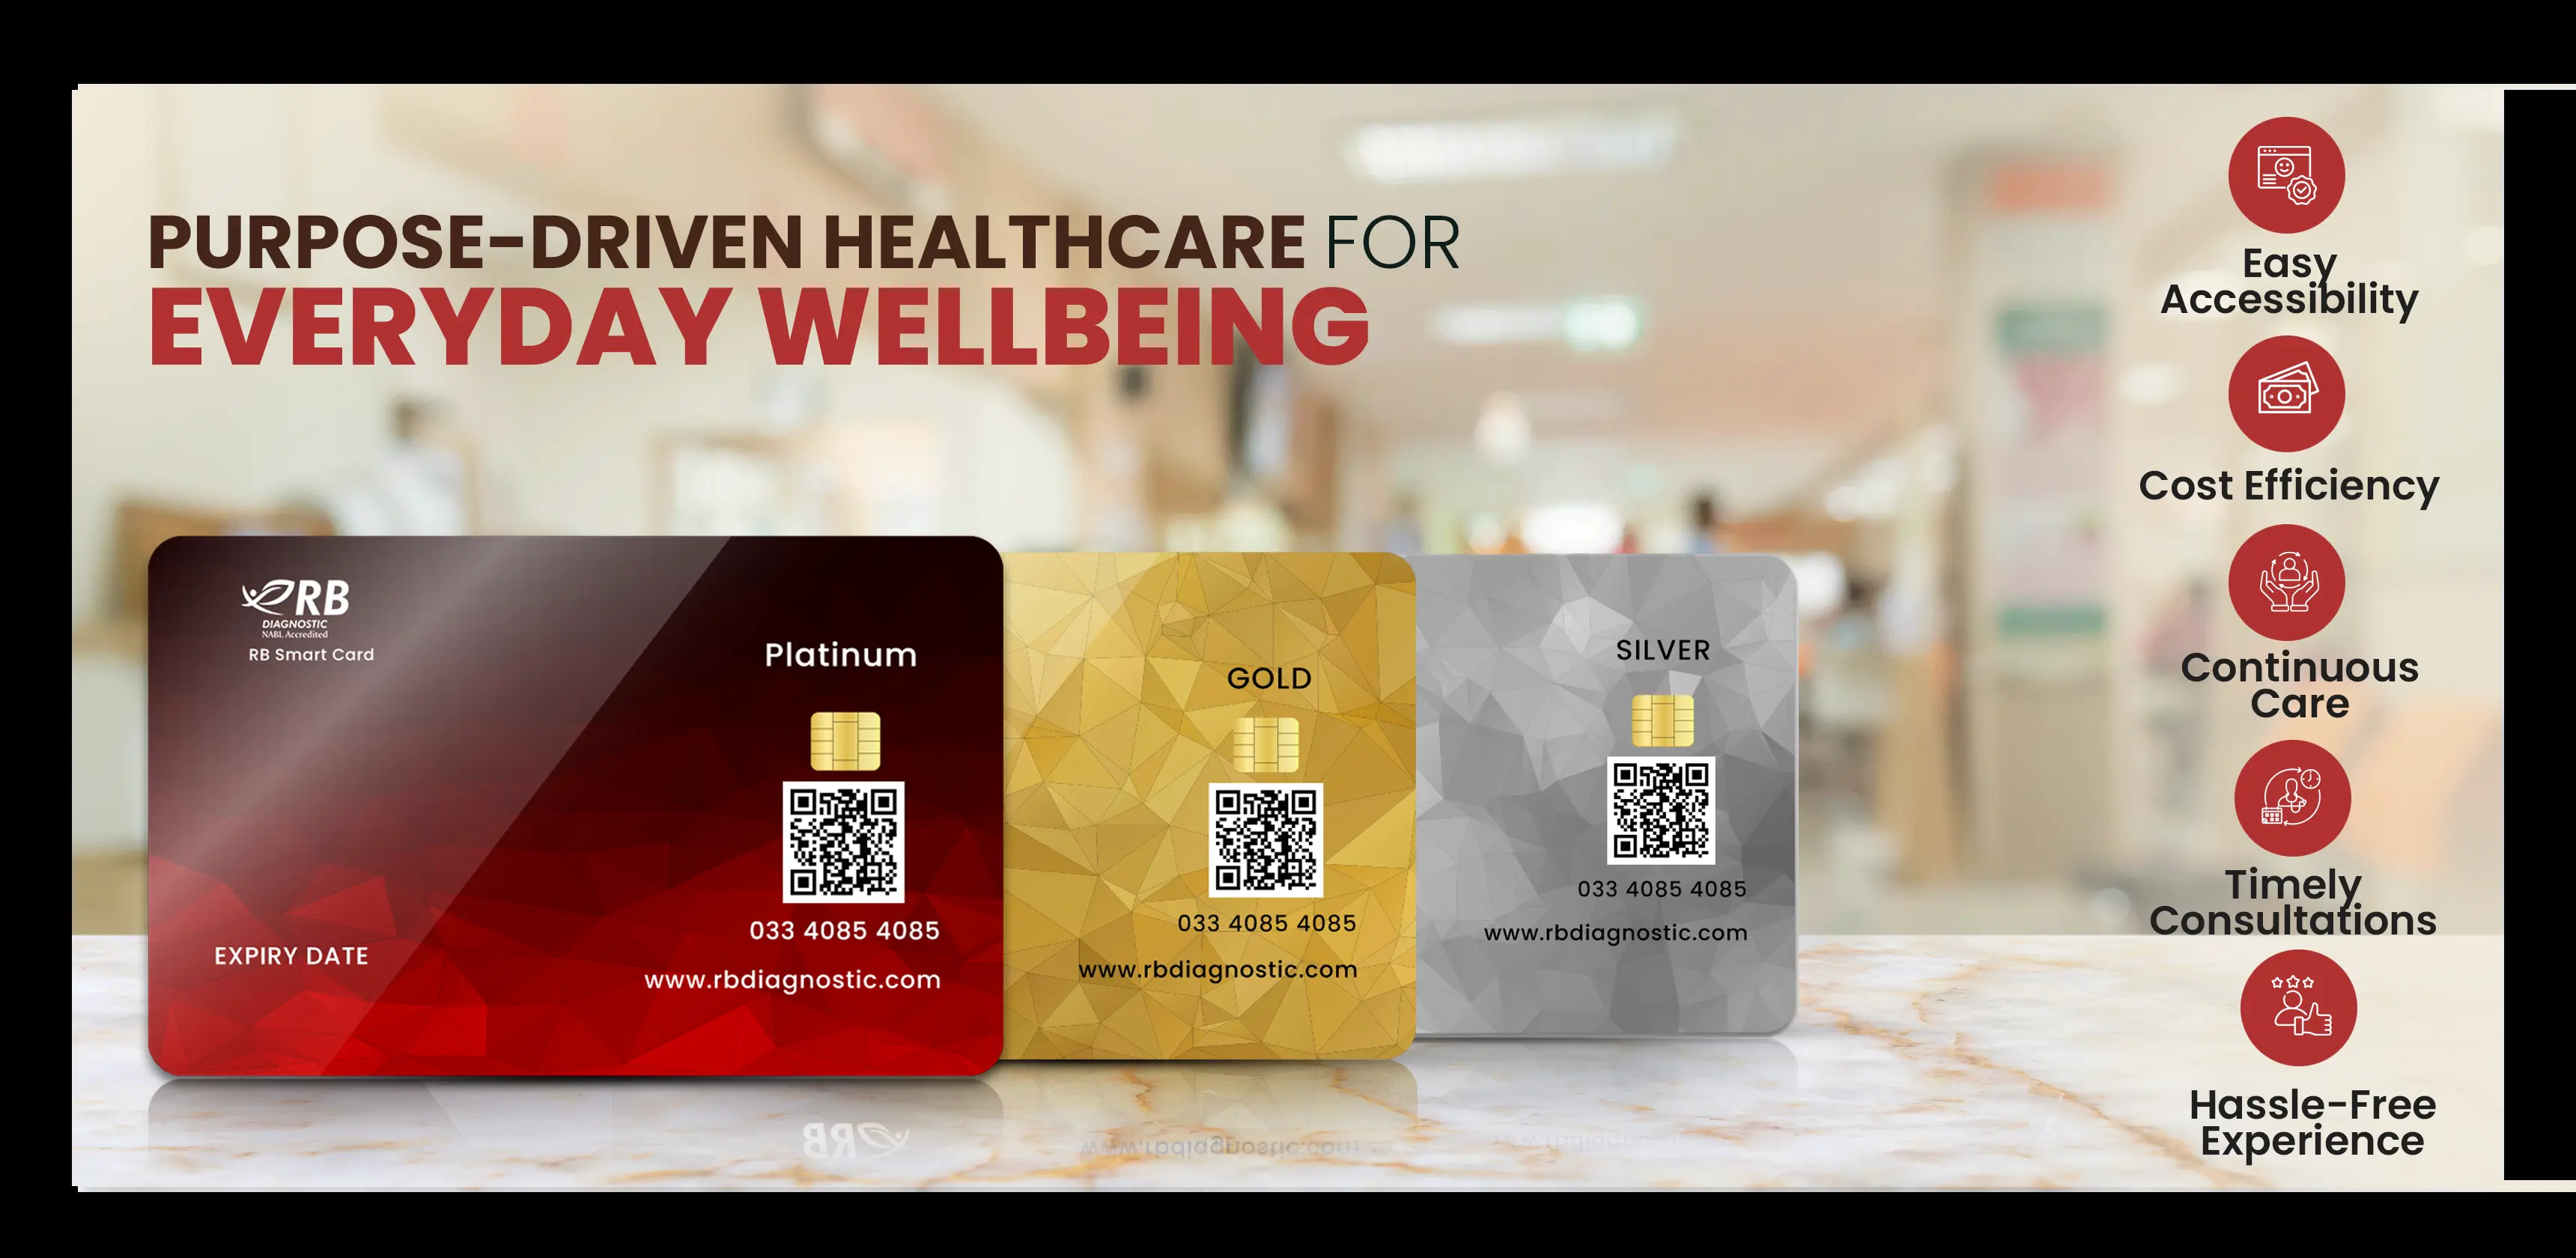 PURPOSE-DRIVEN HEALTHCARE FOR
EVERYDAY WELLBEING
RB
DIAGNOSTIC
NABL Accredited
RB Smart Card
Platinum
033 4085 4085
EXPIRY DATE
www.rbdiagnostic.com
GOLD
033 4085 4085
www.rbdiagnostic.com
SILVER
033 4085 4085
www.rbdiagnostic.com
Easy
Accessibility
Cost Efficiency
Continuous
Care
Timely
Consultations
Hassle-Free
Experience